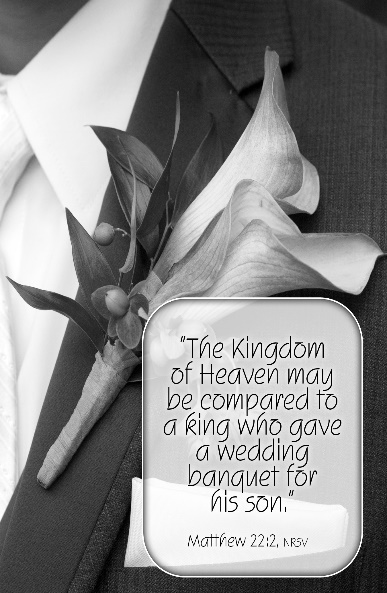 "The Kingdom
of Heaven may
be compared to
a king who gave
a wedding
banquet for
his son."
Matthew 22:2, NRSV